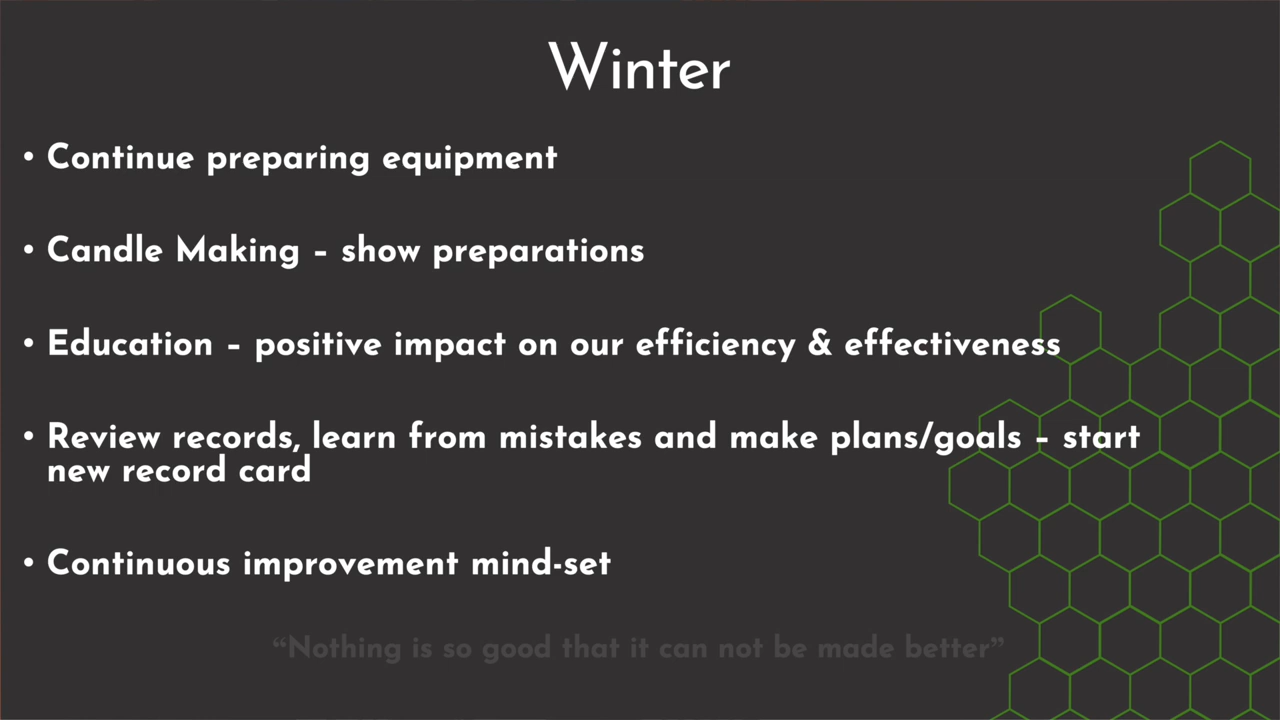 Winter
• Continue preparing equipment
• Candle Making – show preparations
• Education – positive impact on our efficiency & effectiveness
• Review records, learn from mistakes and make plans/goals – start
new record card
• Continuous improvement mind-set
“Nothing is so good that it can not be made better”